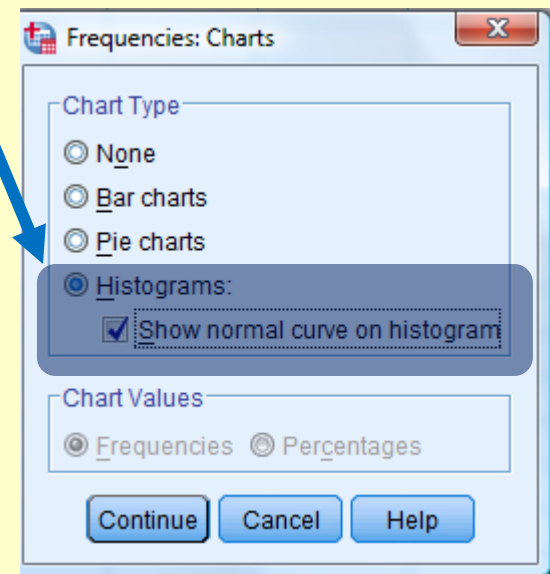 Frequencies: Charts
Chart Type
None
Bar charts
Pie charts
Histograms:
Show normal curve on histogram
Chart Values
Frequencies Percentages
Continue Cancel Help